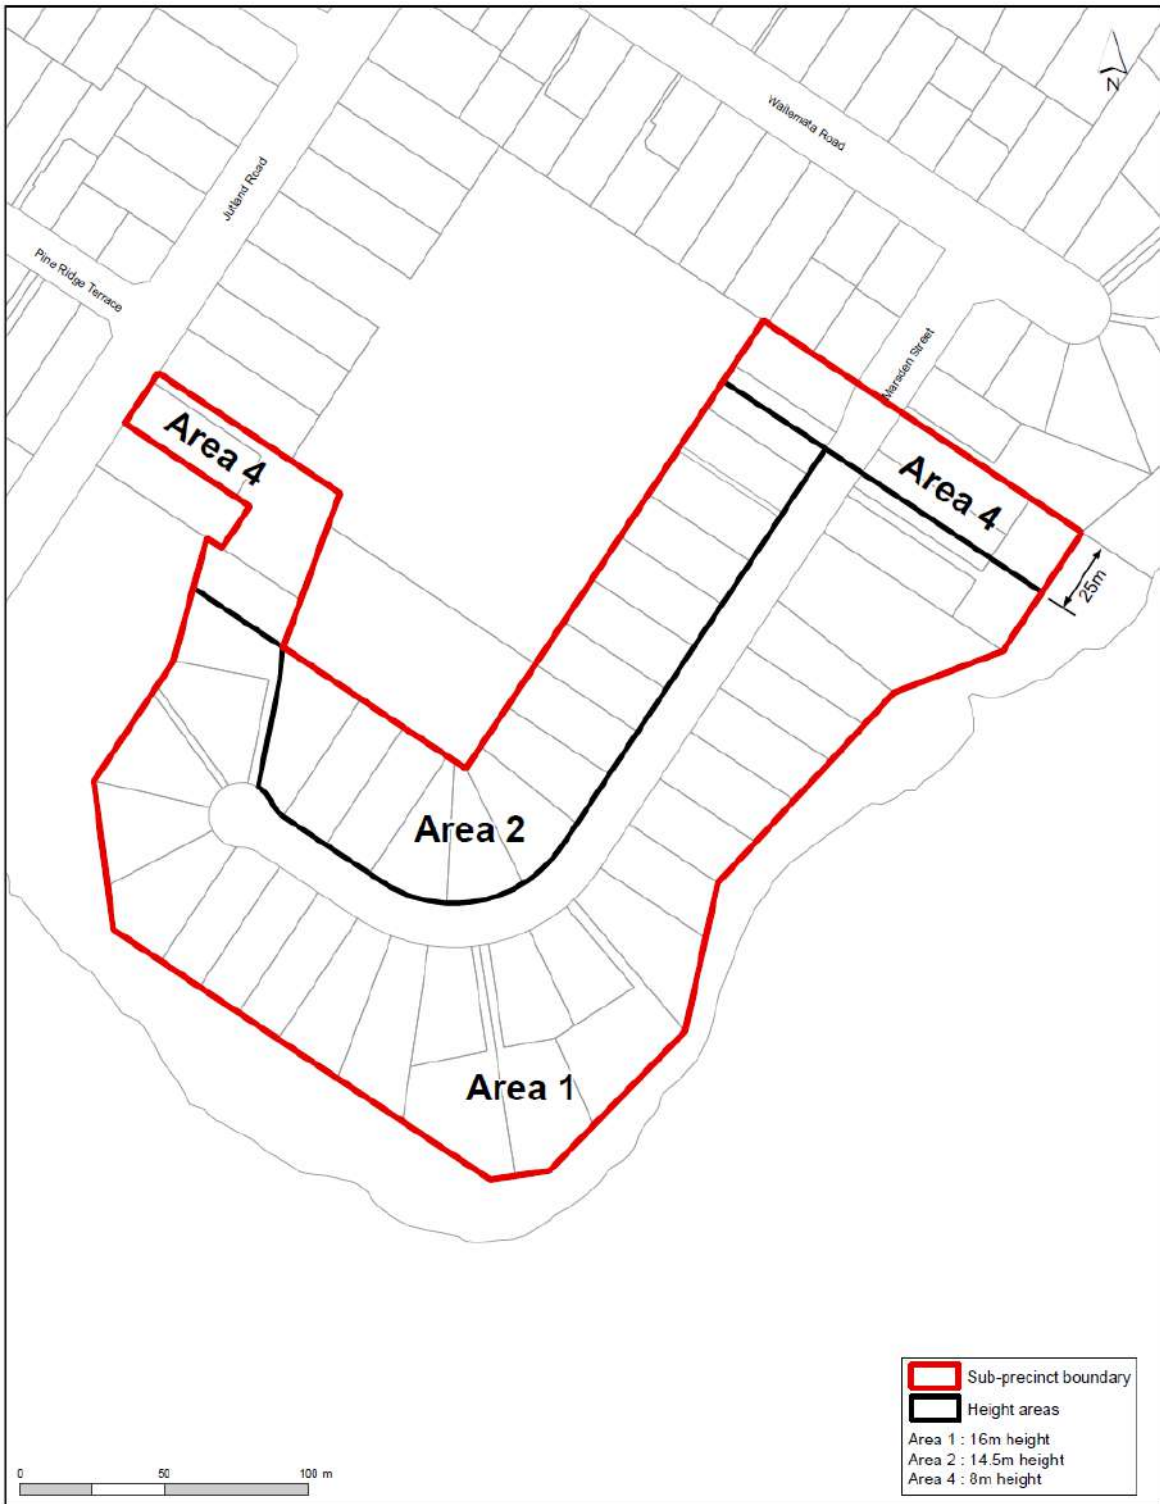 N
Waitemata Road
Jutland Road
Pine Ridge Terrace
Marsden Street
Area 4
Area 4
25m
Area 2
Area 1
Sub-precinct boundary
Height areas
Area 1 : 16m height
Area 2 : 14.5m height
Area 4 : 8m height
0 50 100 m